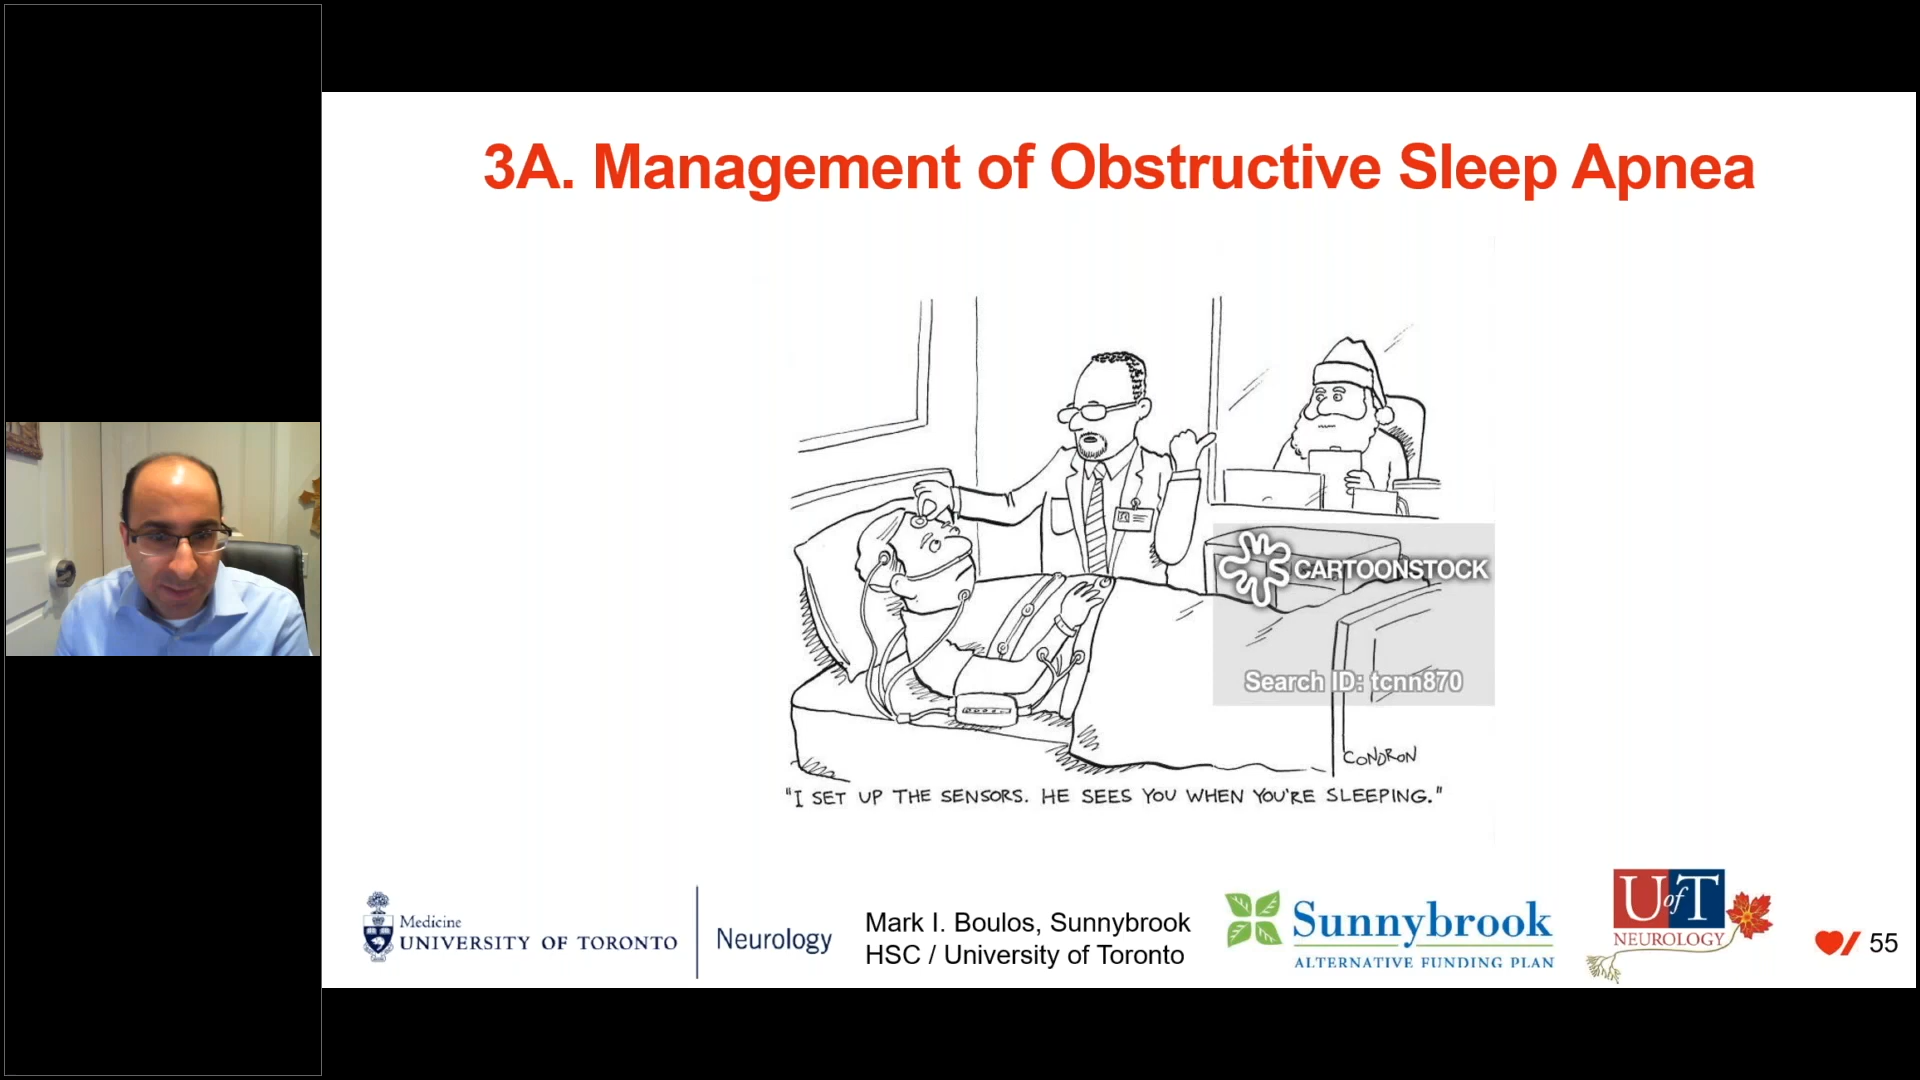 3A. Management of Obstructive Sleep Apnea
CARTOONSTOCK
Search ID: tcnn870
CONDRON
"I SET UP THE SENSORS. HE SEES YOU WHEN YOU'RE SLEEPING."
Medicine
UNIVERSITY OF TORONTO
Neurology
Mark I. Boulos, Sunnybrook
HSC / University of Toronto
Sunnybrook
ALTERNATIVE FUNDING PLAN
U of T
NEUROLOGY
55